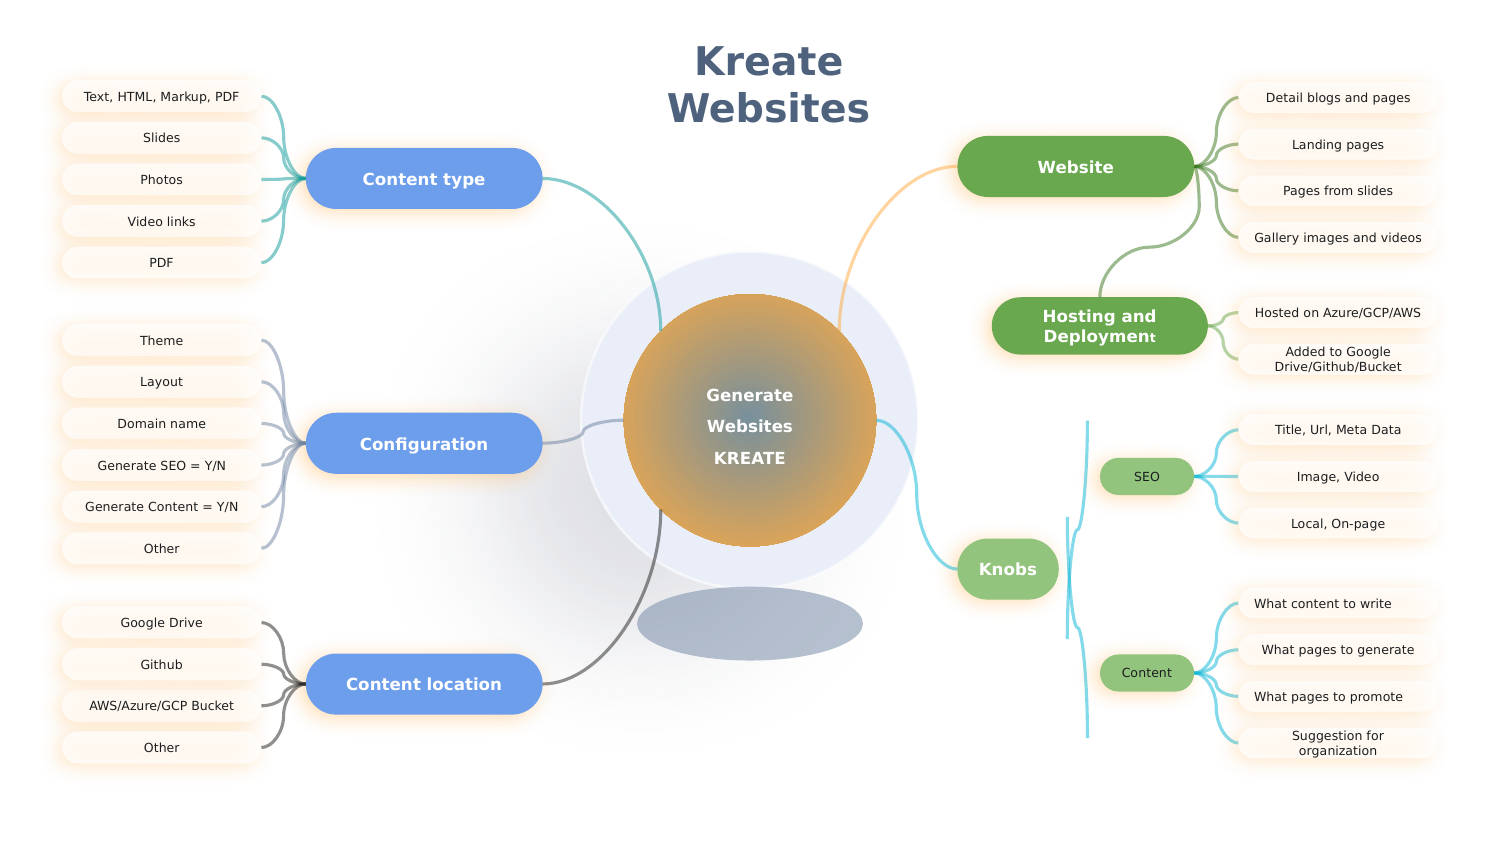 Kreate
Websites
Text, HTML, Markup, PDF
Slides
Photos
Video links
PDF
Content type
Theme
Layout
Domain name
Generate SEO = Y/N
Generate Content = Y/N
Other
Configuration
Google Drive
Github
AWS/Azure/GCP Bucket
Other
Content location
Generate
Websites
KREATE
Website
Detail blogs and pages
Landing pages
Pages from slides
Gallery images and videos
Hosting and
Deployment
Hosted on Azure/GCP/AWS
Added to Google
Drive/Github/Bucket
Knobs
SEO
Title, Url, Meta Data
Image, Video
Local, On-page
Content
What content to write
What pages to generate
What pages to promote
Suggestion for
organization